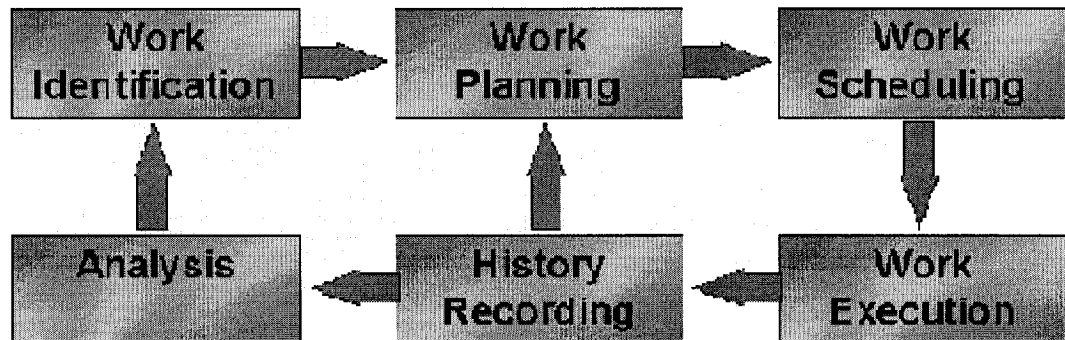 Work
Identification
Work
Planning
Work
Scheduling
Analysis
History
Recording
Work
Execution